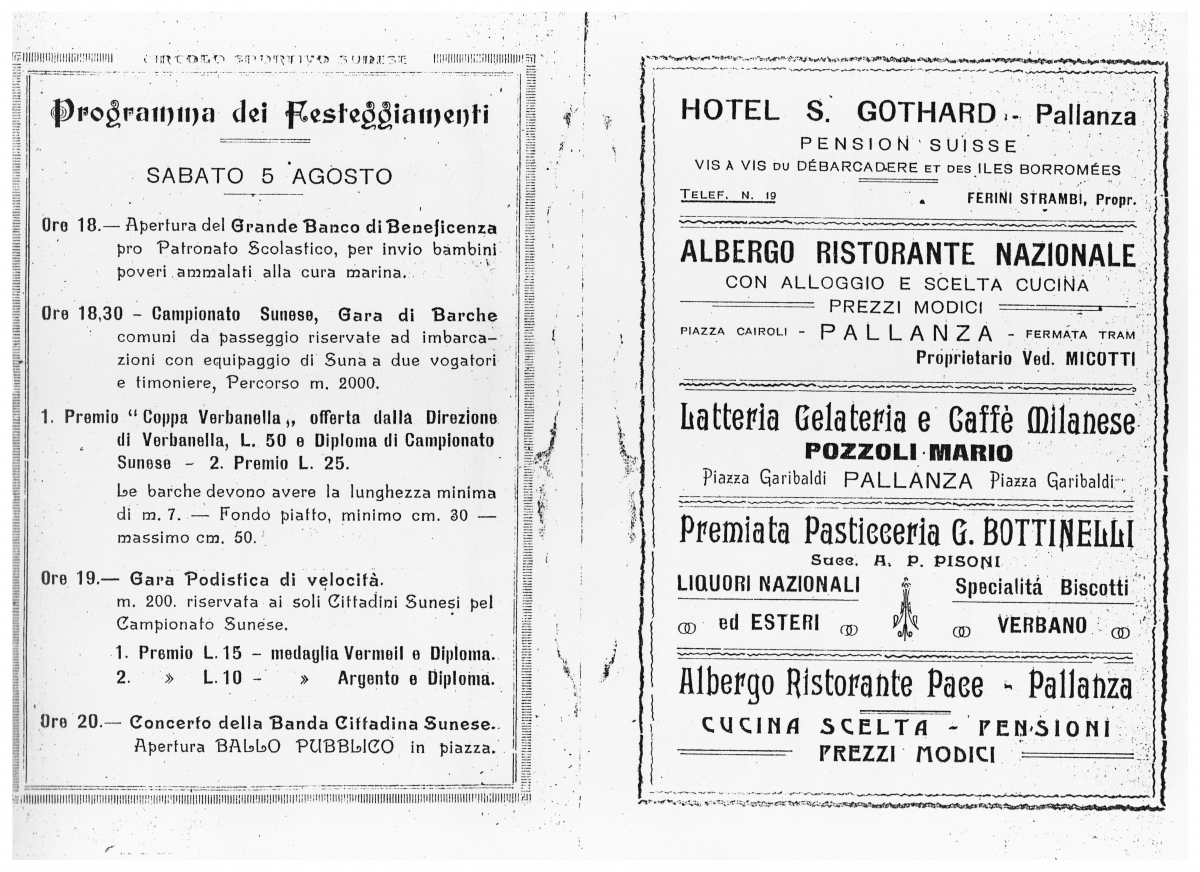 CIRCOLO SPORTIVO SUNESE
Programma dei Festeggiamenti
SABATO 5 AGOSTO
Ore 18.— Apertura del Grande Banco di Beneficenza
pro Patronato Scolastico, per invio bambini
poveri ammalati alla cura marina.
Ore 18,30 - Campionato Sunese, Gara di Barche
comuni da passeggio riservate ad imbarca-
zioni con equipaggio di Suna a due vogatori
e timoniere, Percorso m. 2000.
1. Premio “ Coppa Verbanella „ offerta dalla Direzione
di Verbanella, L. 50 e Diploma di Campionato
Sunese - 2. Premio L. 25.
Le barche devono avere la lunghezza minima
di m. 7. — Fondo piatto, minimo cm. 30 —
massimo cm. 50.
Ore 19.— Gara Podistica di velocità.
m. 200. riservata ai soli Cittadini Sunesi pel
Campionato Sunese.
1. Premio L. 15 - medaglia Vermeil e Diploma.
2. » L. 10 - » Argento e Diploma.
Ore 20.— Concerto della Banda Cittadina Sunese.
Apertura BALLO PUBBLICO in piazza.
HOTEL S. GOTHARD - Pallanza
PENSION SUISSE
VIS A VIS DU DÉBARCADERE ET DES ILES BORROMÉES
TELEF. N. 19 FERINI STRAMBI, Propr.
ALBERGO RISTORANTE NAZIONALE
CON ALLOGGIO E SCELTA CUCINA
PREZZI MODICI
PIAZZA CAIROLI - PALLANZA - FERMATA TRAM
Proprietario Ved. MICOTTI
Latteria Gelateria e Caffè Milanese
POZZOLI MARIO
Piazza Garibaldi PALLANZA Piazza Garibaldi
Premiata Pasticceria G. BOTTINELLI
Succ. A. P. PISONI
LIQUORI NAZIONALI Specialitá Biscotti
ed ESTERI VERBANO
Albergo Ristorante Pace - Pallanza
CUCINA SCELTA - PENSIONI
PREZZI MODICI